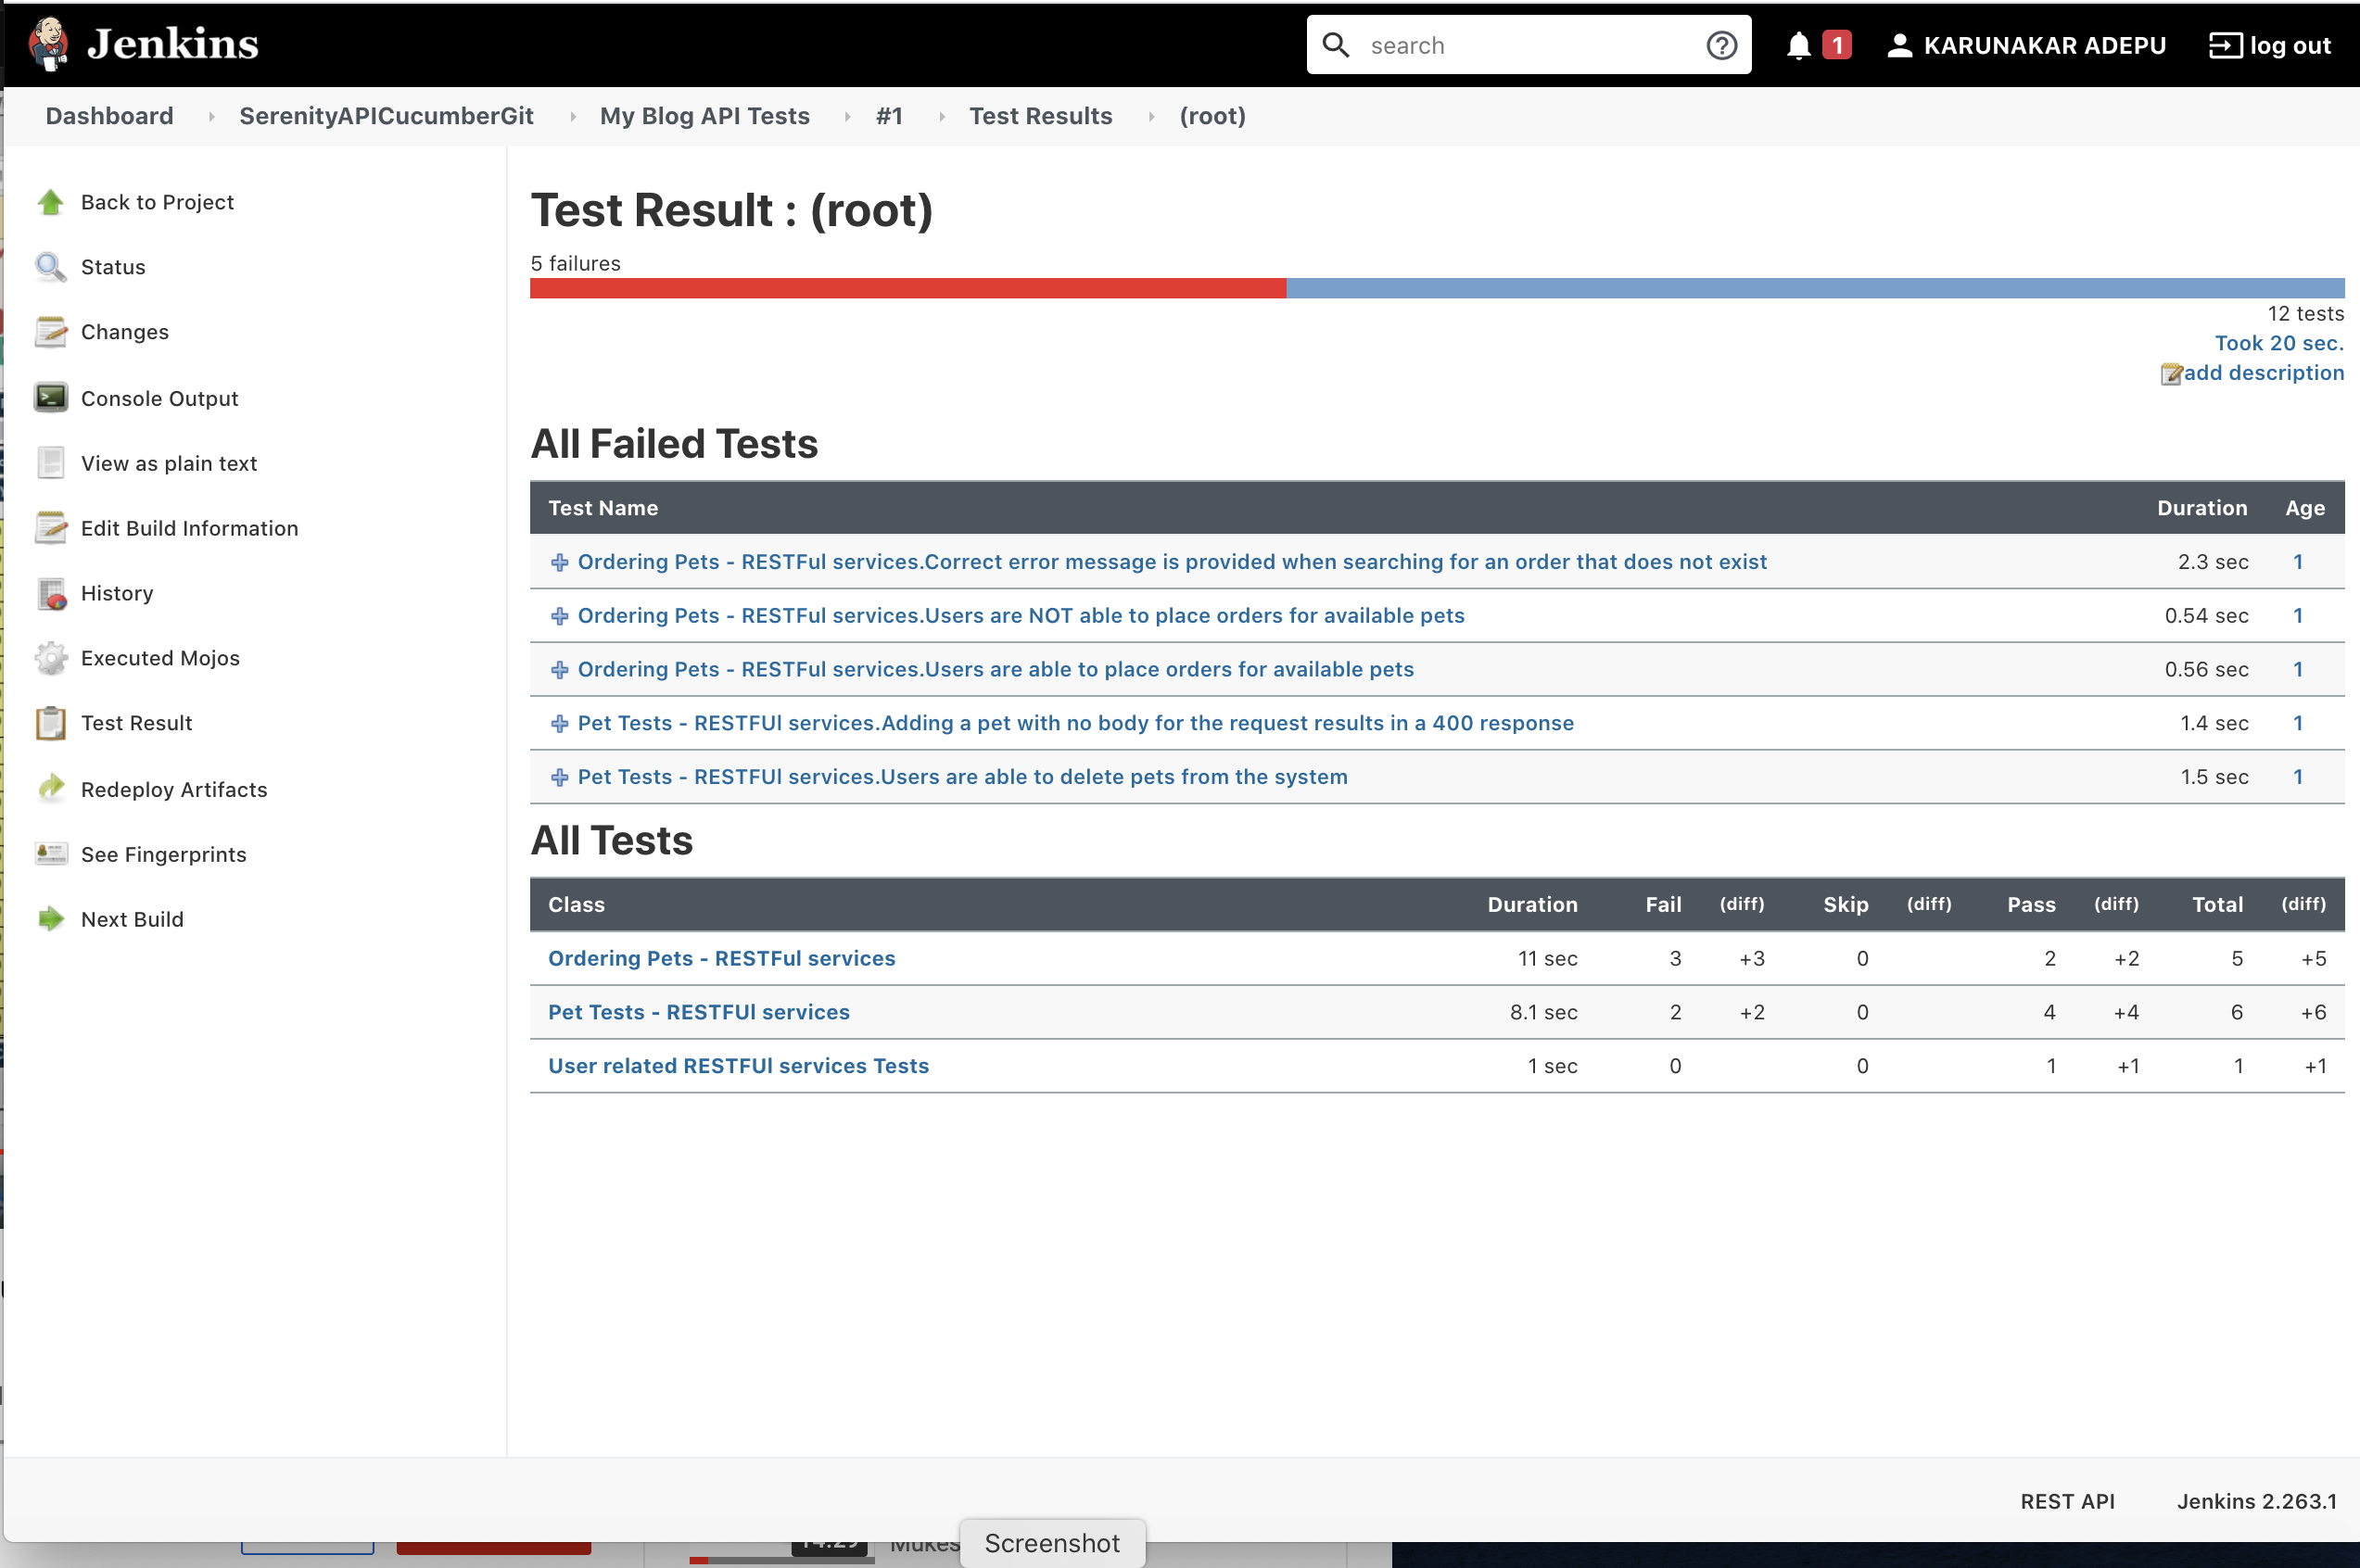 Jenkins
search
1
KARUNAKAR ADEPU
log out
Dashboard SerenityAPICucumberGit My Blog API Tests #1 Test Results (root)
Back to Project
Status
Changes
Console Output
View as plain text
Edit Build Information
History
Executed Mojos
Test Result
Redeploy Artifacts
See Fingerprints
Next Build
Test Result : (root)
5 failures
12 tests
Took 20 sec.
add description
All Failed Tests
Test Name Duration Age
Ordering Pets - RESTFul services.Correct error message is provided when searching for an order that does not exist 2.3 sec 1
Ordering Pets - RESTFul services.Users are NOT able to place orders for available pets 0.54 sec 1
Ordering Pets - RESTFul services.Users are able to place orders for available pets 0.56 sec 1
Pet Tests - RESTFUl services.Adding a pet with no body for the request results in a 400 response 1.4 sec 1
Pet Tests - RESTFUl services.Users are able to delete pets from the system 1.5 sec 1
All Tests
Class Duration Fail (diff) Skip (diff) Pass (diff) Total (diff)
Ordering Pets - RESTFul services 11 sec 3 +3 0 2 +2 5 +5
Pet Tests - RESTFUl services 8.1 sec 2 +2 0 4 +4 6 +6
User related RESTFUl services Tests 1 sec 0 0 1 +1 1 +1
REST API Jenkins 2.263.1
Screenshot